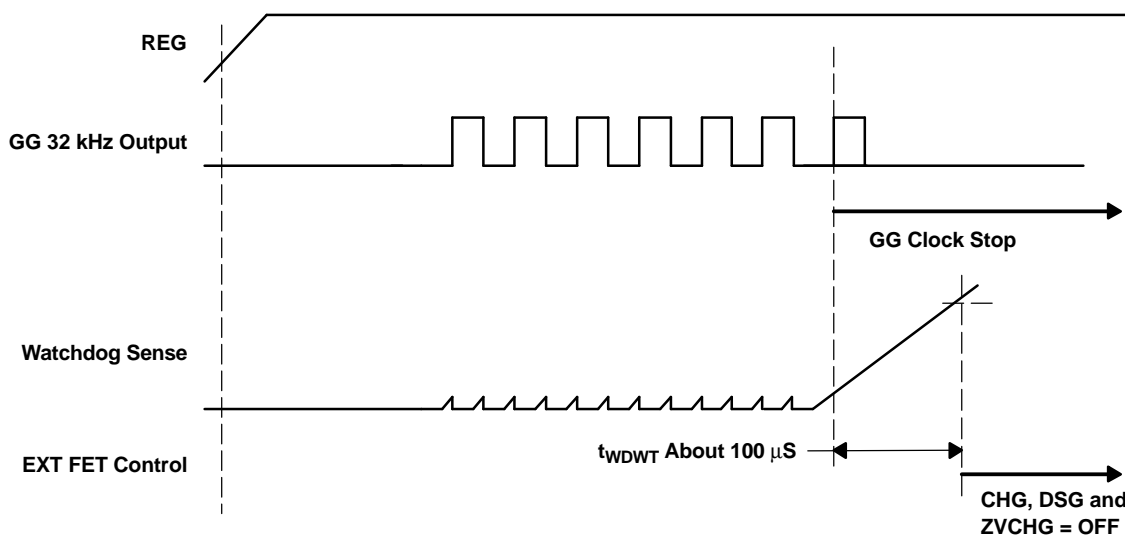 REG
GG 32 kHz Output
GG Clock Stop
Watchdog Sense
tWDWT About 100 μS
EXT FET Control
CHG, DSG and
ZVCHG = OFF